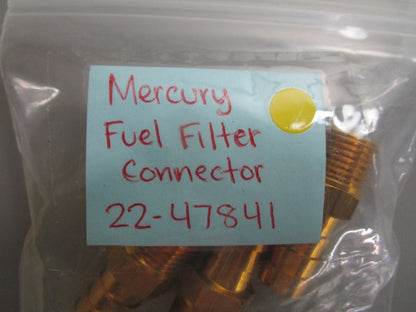 Mercury
Fuel Filter
Connector
22-47841